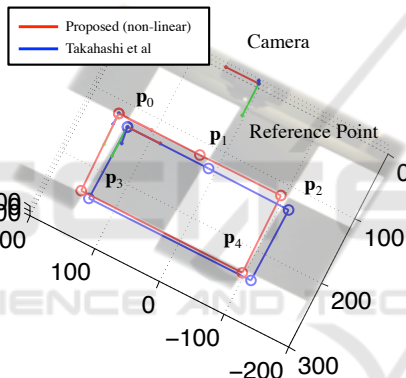 Proposed (non-linear)
Takahashi et al
Camera
p0
p1
Reference Point
p3
p2
p4
0
100
200
300
100
0
−100
−200